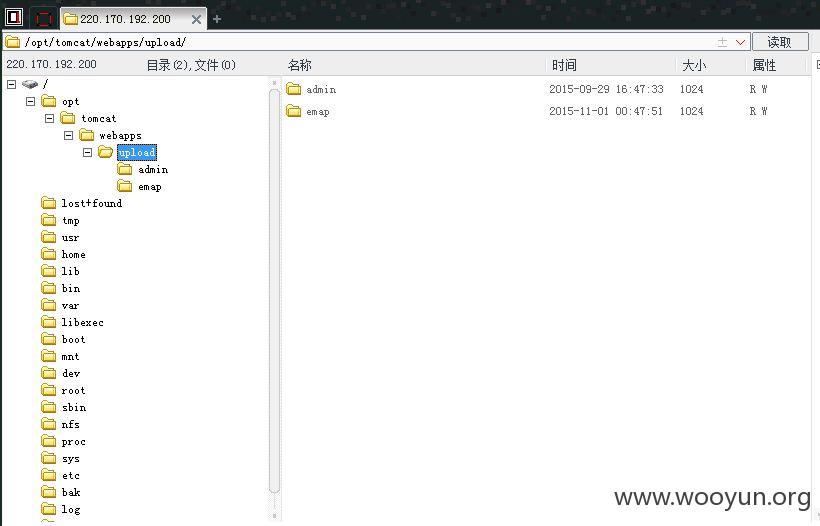 220.170.192.200
/opt/tomcat/webapps/upload/ 读取
220.170.192.200 目录(2),文件(0) 名称 时间 大小 属性
/
opt
tomcat
webapps
upload
admin
emap
lost+found
tmp
usr
home
lib
bin
var
libexec
boot
mnt
dev
root
sbin
nfs
proc
sys
etc
bak
log
admin 2015-09-29 16:47:33 1024 R W
emap 2015-11-01 00:47:51 1024 R W
www.wooyun.org